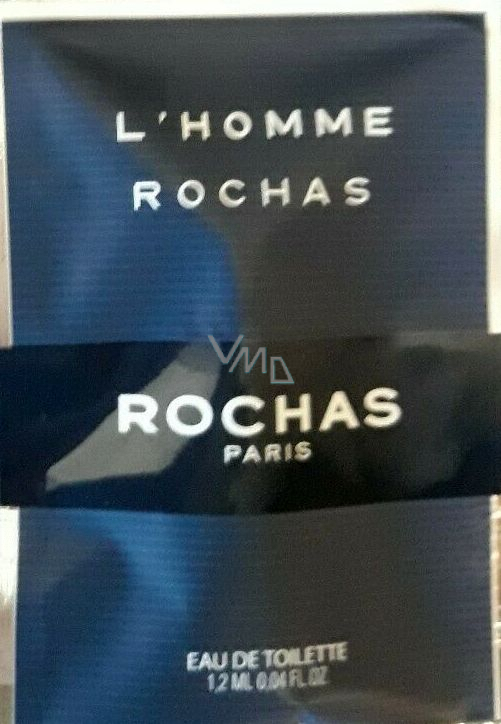 L'HOMME
ROCHAS
VMD
ROCHAS
PARIS
EAU DE TOILETTE
1,2 ML 0.04 FL.OZ